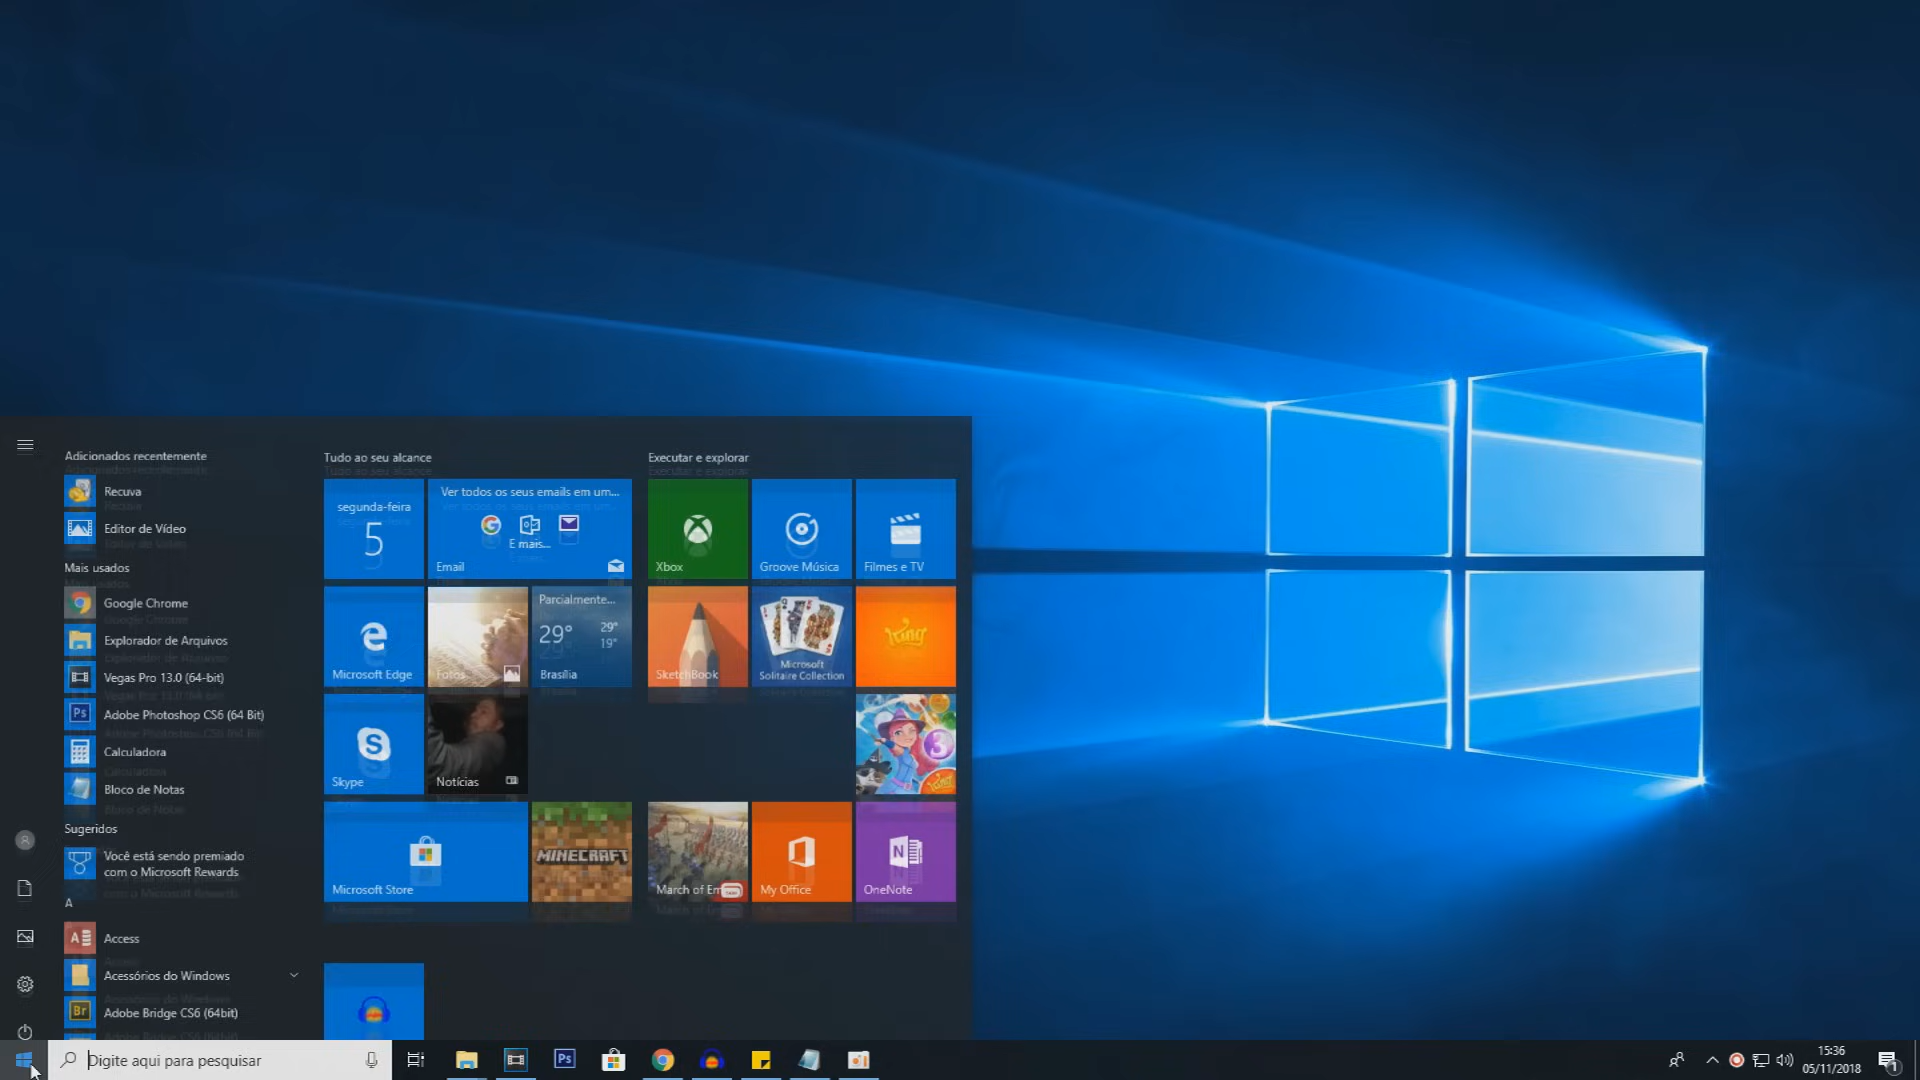 Adicionados recentemente
Recuva
Editor de Vídeo
Mais usados
Google Chrome
Explorador de Arquivos
Vegas Pro 13.0 (64-bit)
Adobe Photoshop CS6 (64 Bit)
Calculadora
Bloco de Notas
Sugeridos
Você está sendo premiado
com o Microsoft Rewards
A
Access
Acessórios do Windows
Adobe Bridge CS6 (64bit)
Tudo ao seu alcance
segunda-feira
5
Ver todos os seus emails em um...
E mais...
Email
Microsoft Edge
Fotos
Parcialmente...
29°
29°
19°
Brasília
Skype
Notícias
Microsoft Store
MINECRAFT
Executar e explorar
Xbox
Groove Música
Filmes e TV
SketchBook
Microsoft
Solitaire Collection
King
3
King
March of Em
My Office
OneNote
Digite aqui para pesquisar
Ps
15:36
05/11/2018
1